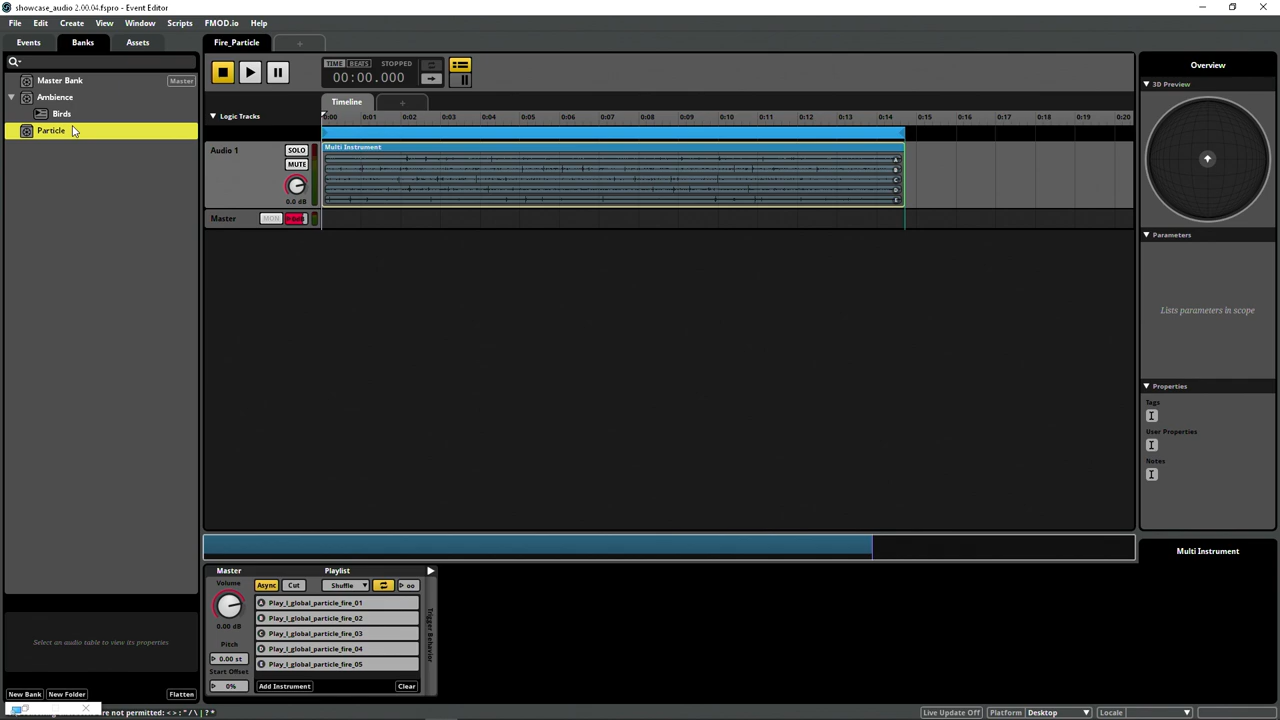 showcase_audio 2.00.04.fspro - Event Editor
File Edit Create View Window Scripts FMOD.io Help
Events Banks Assets Fire_Particle +
Master Bank Master
Ambience
Birds
Particle
TIME BEATS STOPPED
00:00.000
Timeline +
Logic Tracks
0:00 0:01 0:02 0:03 0:04 0:05 0:06 0:07 0:08 0:09 0:10 0:11 0:12 0:13 0:14 0:15 0:16 0:17 0:18 0:19 0:20
Audio 1 SOLO
MUTE
0.0 dB
Multi Instrument
A
B
C
D
E
Master MON
Overview
3D Preview
Parameters
Lists parameters in scope
Properties
Tags
User Properties
Notes
Multi Instrument
Master Playlist
Volume
Async Cut Shuffle oo
0.00 dB
Pitch
0.00 st
Start Offset
0%
A Play_l_global_particle_fire_01
B Play_l_global_particle_fire_02
C Play_l_global_particle_fire_03
D Play_l_global_particle_fire_04
E Play_l_global_particle_fire_05
Add Instrument Clear
Trigger Behavior
Select an audio table to view its properties
New Bank New Folder Flatten
re not permitted: < > : " / \ | ? *
Live Update Off Platform Desktop Locale